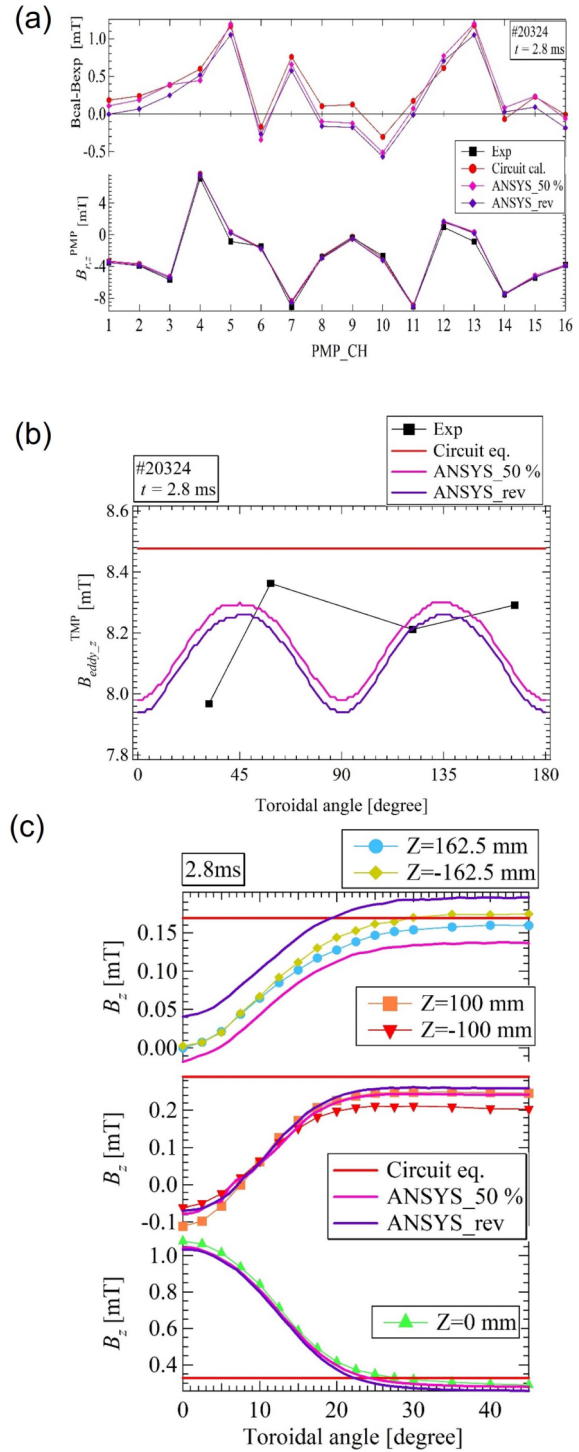 (a)
#20324
t = 2.8 ms
Bcal-Bexp [mT]
1.0
0.5
0.0
-0.5
Exp
Circuit cal.
ANSYS_50 %
ANSYS_rev
B_{r,z}^{PMP} [mT]
4
0
-4
-8
1 2 3 4 5 6 7 8 9 10 11 12 13 14 15 16
PMP_CH
(b)
#20324
t = 2.8 ms
Exp
Circuit eq.
ANSYS_50 %
ANSYS_rev
B_{eddy_z}^{TMP} [mT]
8.6
8.4
8.2
8.0
7.8
0 45 90 135 180
Toroidal angle [degree]
(c)
2.8ms
Z=162.5 mm
Z=-162.5 mm
B_z [mT]
0.15
0.10
0.05
0.00
Z=100 mm
Z=-100 mm
B_z [mT]
0.2
0.0
-0.1
Circuit eq.
ANSYS_50 %
ANSYS_rev
B_z [mT]
1.0
0.8
0.6
0.4
Z=0 mm
0 10 20 30 40
Toroidal angle [degree]